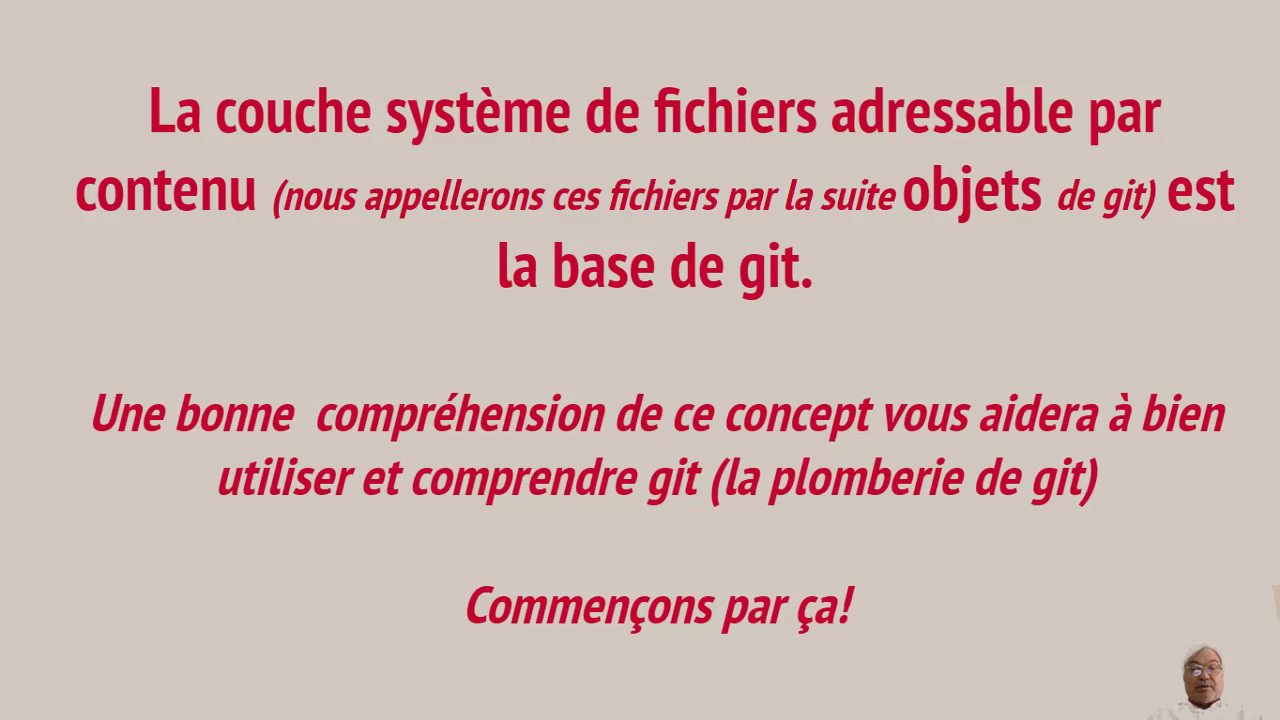 La couche système de fichiers adressable par
contenu (nous appellerons ces fichiers par la suite objets de git) est
la base de git.
Une bonne compréhension de ce concept vous aidera à bien
utiliser et comprendre git (la plomberie de git)
Commençons par ça!